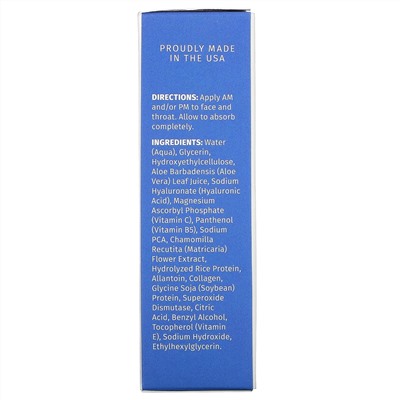 PROUDLY MADE
IN THE USA
DIRECTIONS: Apply AM
and/or PM to face and
throat. Allow to absorb
completely.
INGREDIENTS: Water
(Aqua), Glycerin,
Hydroxyethylcellulose,
Aloe Barbadensis (Aloe
Vera) Leaf Juice, Sodium
Hyaluronate (Hyaluronic
Acid), Magnesium
Ascorbyl Phosphate
(Vitamin C), Panthenol
(Vitamin B5), Sodium
PCA, Chamomilla
Recutita (Matricaria)
Flower Extract,
Hydrolyzed Rice Protein,
Allantoin, Collagen,
Glycine Soja (Soybean)
Protein, Superoxide
Dismutase, Citric
Acid, Benzyl Alcohol,
Tocopherol (Vitamin
E), Sodium Hydroxide,
Ethylhexylglycerin.